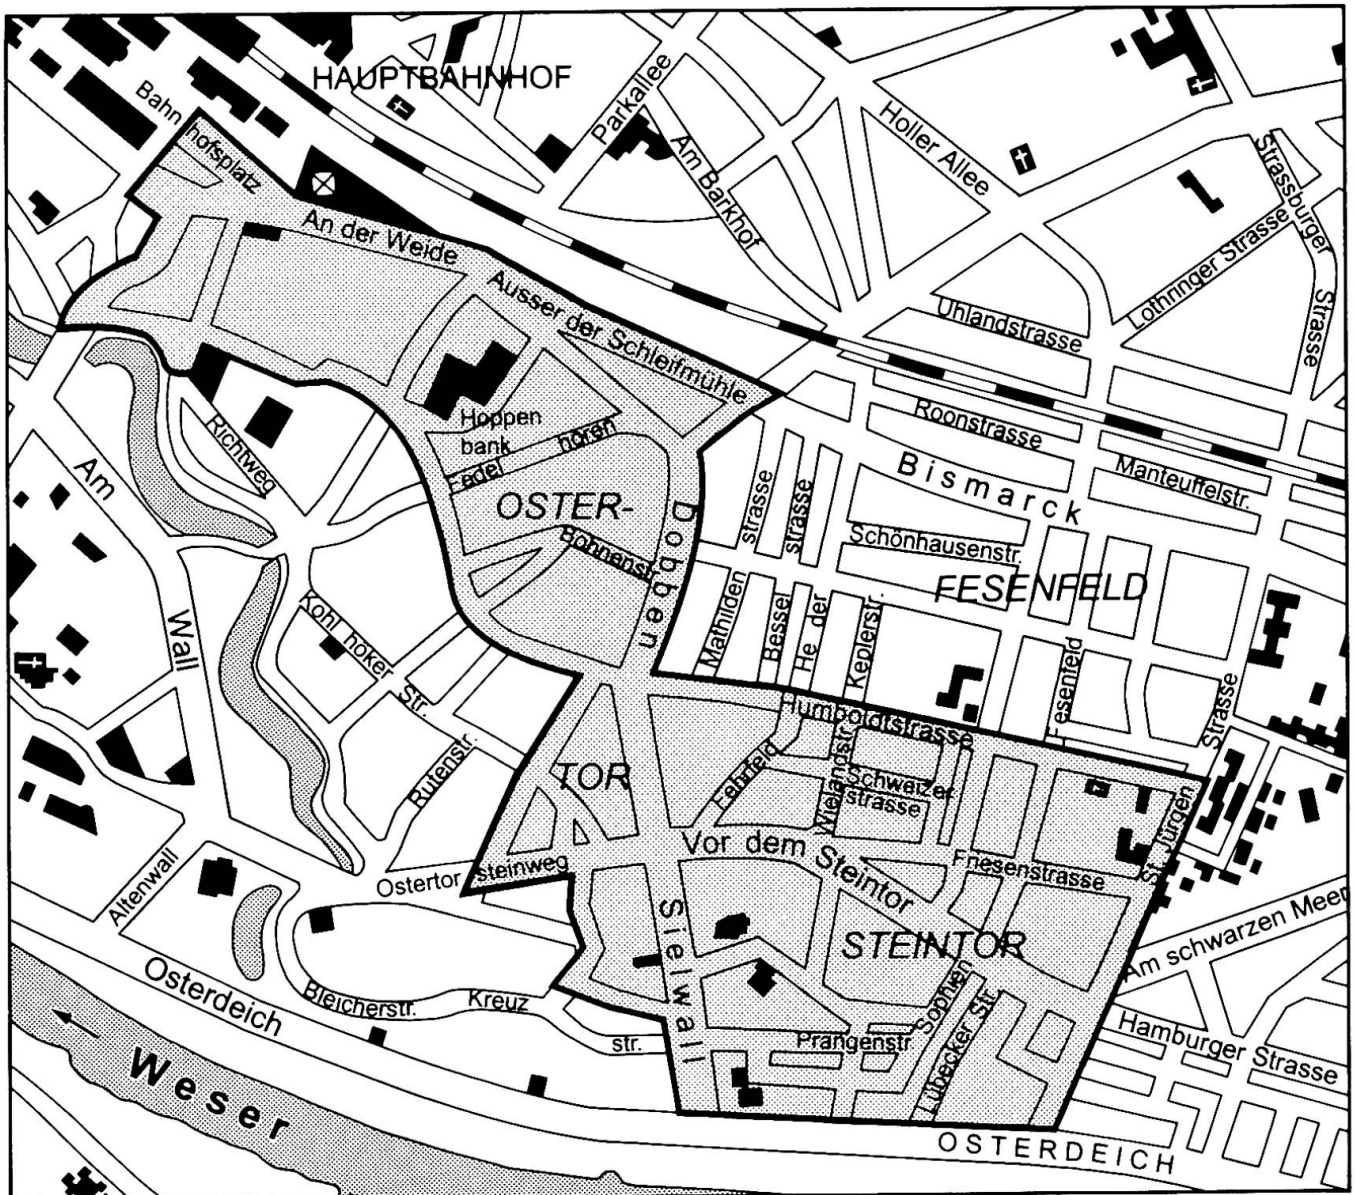 HAUPTBAHNHOF
Bahn
hofsplatz
Parkallee
Am Barkhof
Holler Allee
Strassburger
Strasse
Lothringer Strasse
An der Weide
Ausser der Schleifmühle
Uhlandstrasse
Roonstrasse
Bismarck
Manteuffelstr.
Hoppen
bank
Fedel
hören
Richtweg
Am
Wall
OSTER-
Bohnenstr.
Dobben
strasse
strasse
Schönhausenstr.
FESENFELD
Mathilden
Bessel
He der
Keplerstr.
Fesenfeld
Strasse
Kohl höker Str.
Rutenstr.
TOR
Humboldtstrasse
Fehrfeld
Wielandstr.
Schweizer
strasse
St. Jürgen
Vor dem Steintor
Friesenstrasse
Altenwall
Ostertor
steinweg
Sielwall
STEINTOR
Am schwarzen Meer
Osterdeich
Bleicherstr.
Kreuz
str.
Sophien
Lübecker Str.
Prangenstr.
Hamburger Strasse
Weser
OSTERDEICH